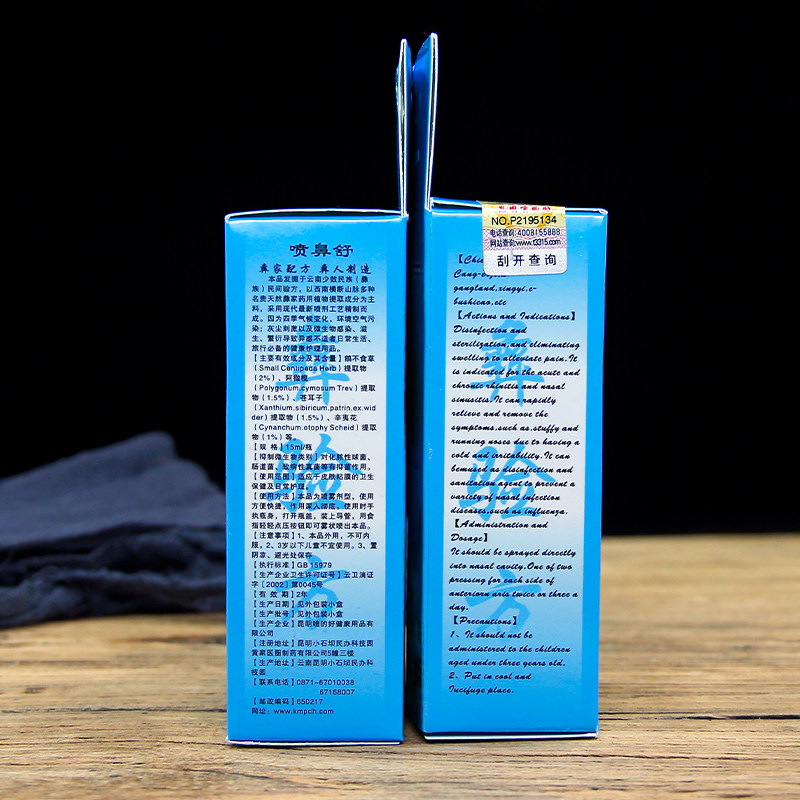 喷鼻舒
彝家配方 彝人制造
本品发掘于云南少数民族（彝
族）民间验方，以西南横断山脉多种
名贵天然彝家药用植物提取成分为主
料，采用现代最新喷剂工艺精制而
成。因为四季气候变化，环境空气污
染；灰尘刺激以及微生物感染、滋
生、繁衍导致鼻感不适者日常生活、
旅行必备的健康护理用品。
【主要有效成分及其含量】鹅不食草
（Small Centipeca Herb）提取物
（2%）、阿幽
（Polygonum.cymosum Trev）提取
物（1.5%）、苍耳子
（Xanthium.sibiricum.patrin.ex.wid
der）提取物（1.5%）、辛夷花
（Cynanchum.otophy Scheid）提取
物（1%）等。
【规 格】15ml/瓶
【抑制微生物类别】对化脓性球菌、
肠道菌、致病性真菌等有抑菌作用。
【使用范围】适应于皮肤粘膜的卫生
保健及日常护理。
【使用方法】本品为喷雾剂型，使用
方便快捷，作用深入彻底。使用时手
执瓶身，打开瓶盖，装上导管，用食
指轻轻点压按钮即可雾状喷出本品。
【注意事项】1、本品外用，不可内
服。2、3岁以下儿童不宜使用。3、置
阴凉、避光处保存
【执行标准】GB 15979
【生产企业卫生许可证号】云卫消证
字（2002）第0045号
【有 效 期】2年
【生产日期】见外包装小盒
【生产批号】见外包装小盒
【生产企业】昆明喷的好健康用品有
限公司
【注册地址】昆明小石坝民办科技园
黄家医圈制药有限公司5幢三楼
【生产地址】云南昆明小石坝民办科
技园
【联系电话】0871-67010038
67168007
【邮政编码】650217
网址：www.kmpch.com
彝
验
方
NO.P2195134
电话查询:4008155888
网站查询:www.t3315.com
刮开查询
gangland,xingyi,e-
bushicao,etc
【Actions and Indications】
Disinfection and
sterilization,and eliminating
swelling to alleviate pain.It
is indicated for the acute and
chronic rhinitis and nasal
sinusitis.It can rapidly
relieve and remove the
symptoms,such as,stuffy and
running nose due to having a
cold and irritability.It can
bemused as disinfection and
sanitation agent to prevent a
variety of nasal infection
diseases,such as influenza.
【Administration and
Dosage】
It should be sprayed directly
into nasal cavity.One of two
pressing for each side of
anteriorn aris twice or three a
day.
【Precautions】
1、It should not be
administered to the children
aged under three years old.
2、Put in cool and
lucifuge place.
彝
验
方